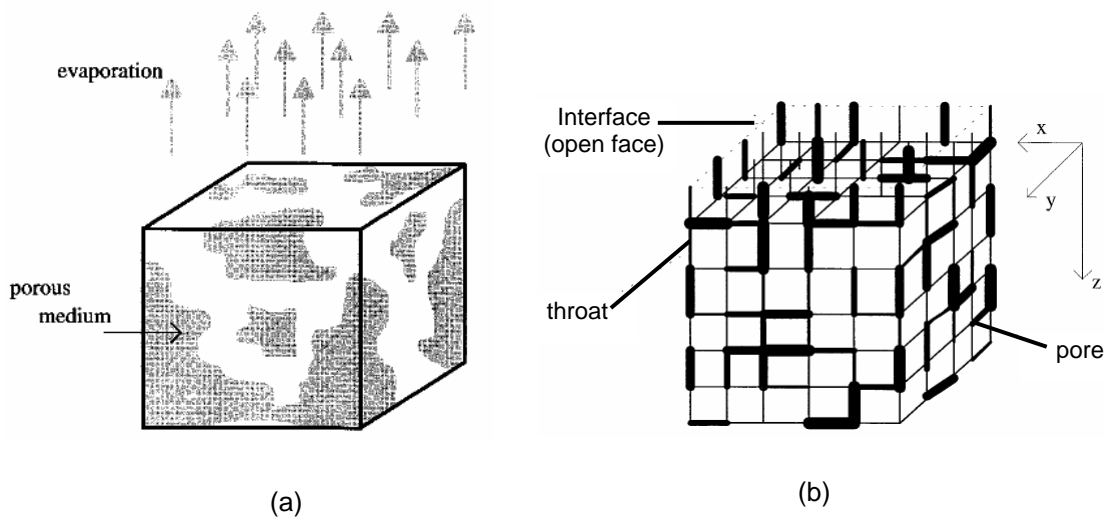 evaporation
porous
medium
(a)
Interface
(open face)
x
y
z
throat
pore
(b)